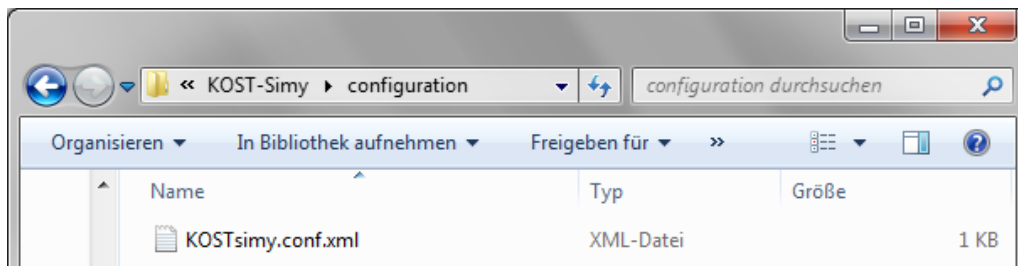 « KOST-Simy configuration configuration durchsuchen
Organisieren In Bibliothek aufnehmen Freigeben für »
Name Typ Größe
KOSTsimy.conf.xml XML-Datei 1 KB